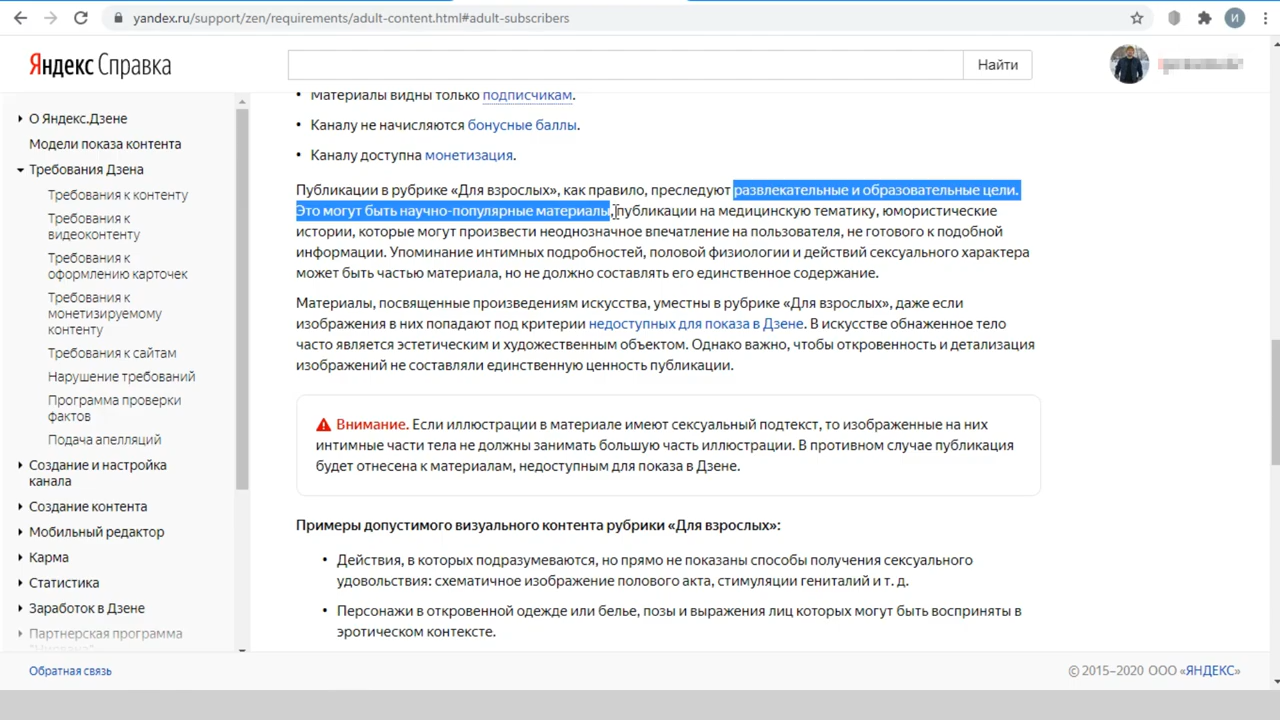 yandex.ru/support/zen/requirements/adult-content.html#adult-subscribers
И
Яндекс Справка
Найти
О Яндекс.Дзене
Модели показа контента
Требования Дзена
Требования к контенту
Требования к
видеоконтенту
Требования к
оформлению карточек
Требования к
монетизируемому
контенту
Требования к сайтам
Нарушение требований
Программа проверки
фактов
Подача апелляций
Создание и настройка
канала
Создание контента
Мобильный редактор
Карма
Статистика
Заработок в Дзене
Партнерская программа
• Материалы видны только подписчикам.
• Каналу не начисляются бонусные баллы.
• Каналу доступна монетизация.
Публикации в рубрике «Для взрослых», как правило, преследуют развлекательные и образовательные цели.
Это могут быть научно-популярные материалы, публикации на медицинскую тематику, юмористические
истории, которые могут произвести неоднозначное впечатление на пользователя, не готового к подобной
информации. Упоминание интимных подробностей, половой физиологии и действий сексуального характера
может быть частью материала, но не должно составлять его единственное содержание.
Материалы, посвященные произведениям искусства, уместны в рубрике «Для взрослых», даже если
изображения в них попадают под критерии недоступных для показа в Дзене. В искусстве обнаженное тело
часто является эстетическим и художественным объектом. Однако важно, чтобы откровенность и детализация
изображений не составляли единственную ценность публикации.
Внимание. Если иллюстрации в материале имеют сексуальный подтекст, то изображенные на них
интимные части тела не должны занимать большую часть иллюстрации. В противном случае публикация
будет отнесена к материалам, недоступным для показа в Дзене.
Примеры допустимого визуального контента рубрики «Для взрослых»:
• Действия, в которых подразумеваются, но прямо не показаны способы получения сексуального
удовольствия: схематичное изображение полового акта, стимуляции гениталий и т. д.
• Персонажи в откровенной одежде или белье, позы и выражения лиц которых могут быть восприняты в
эротическом контексте.
Обратная связь
© 2015–2020 ООО «ЯНДЕКС»